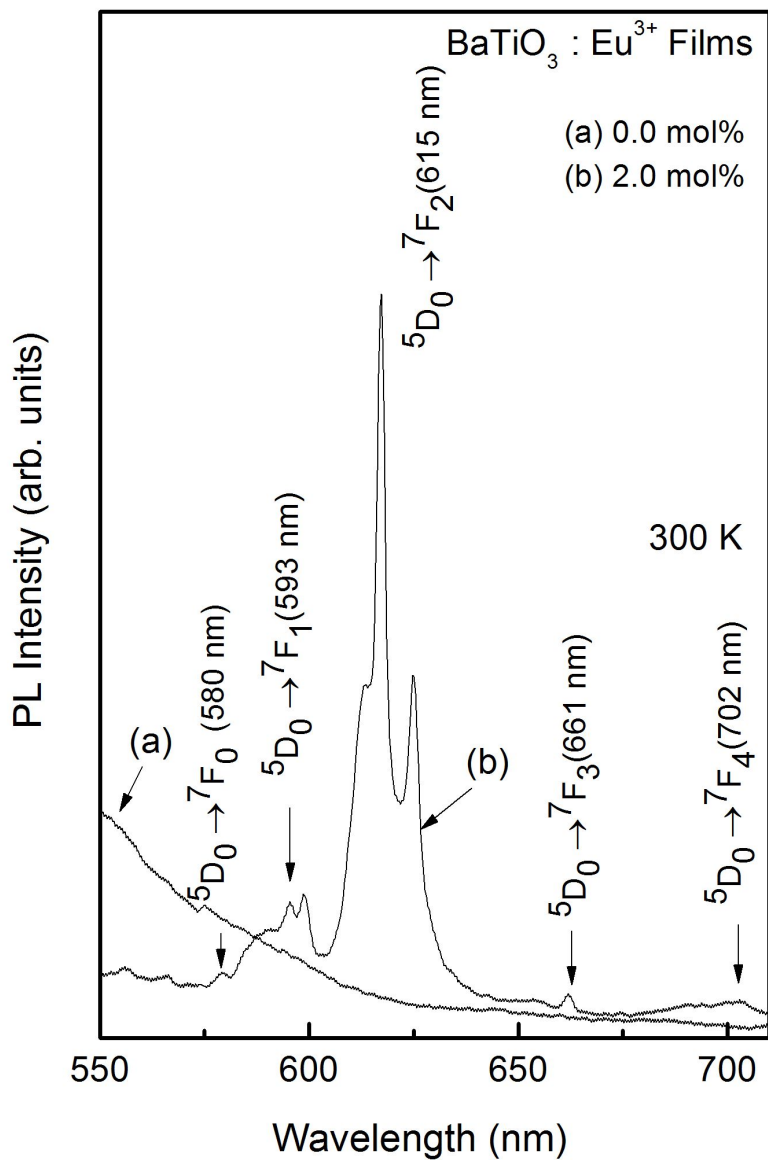 BaTiO₃ : Eu³⁺ Films
(a) 0.0 mol%
(b) 2.0 mol%
⁵D₀→⁷F₂(615 nm)
300 K
⁵D₀→⁷F₀ (580 nm)
⁵D₀→⁷F₁(593 nm)
⁵D₀→⁷F₃(661 nm)
⁵D₀→⁷F₄(702 nm)
(a)
(b)
PL Intensity (arb. units)
550 600 650 700
Wavelength (nm)